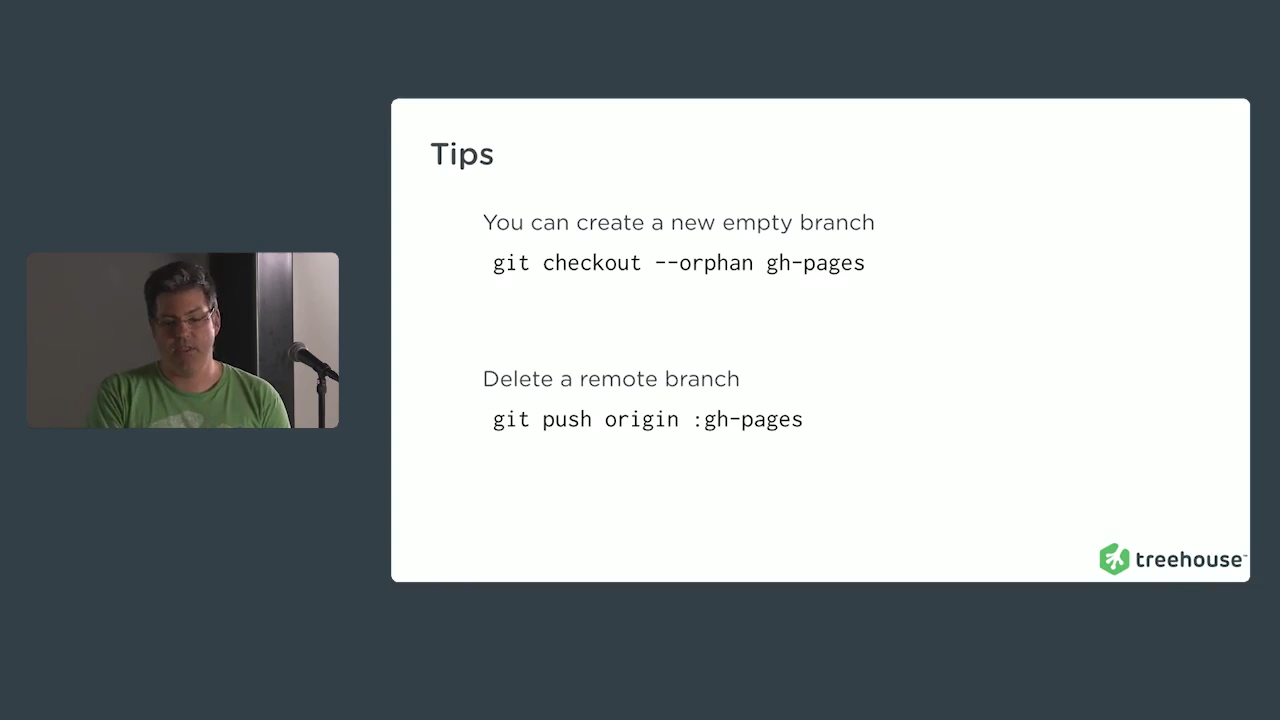 Tips
You can create a new empty branch
git checkout --orphan gh-pages
Delete a remote branch
git push origin :gh-pages
treehouse™